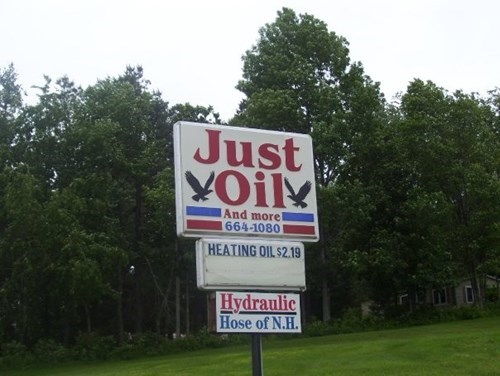 Just
Oil
And more
664-1080
HEATING OIL $2.19
Hydraulic
Hose of N.H.